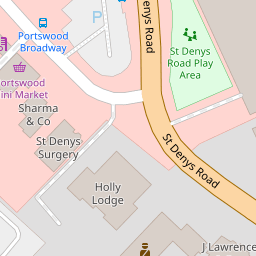 P
Portswood
Broadway
Denys Road
St Denys
Road Play
Area
Portswood
Mini Market
Sharma
& Co
St Denys
Surgery
St Denys Road
Holly
Lodge
J Lawrence